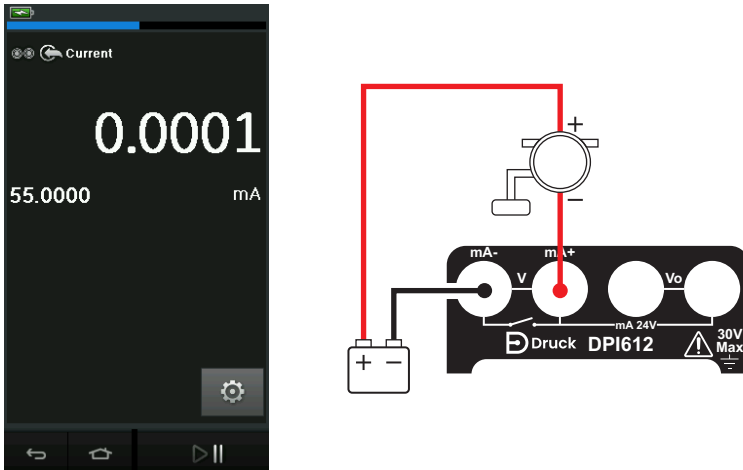 Current
0.0001
55.0000 mA
+
−
mA- mA+
V Vo
mA 24V
Druck DPI612
30V
Max
+ −